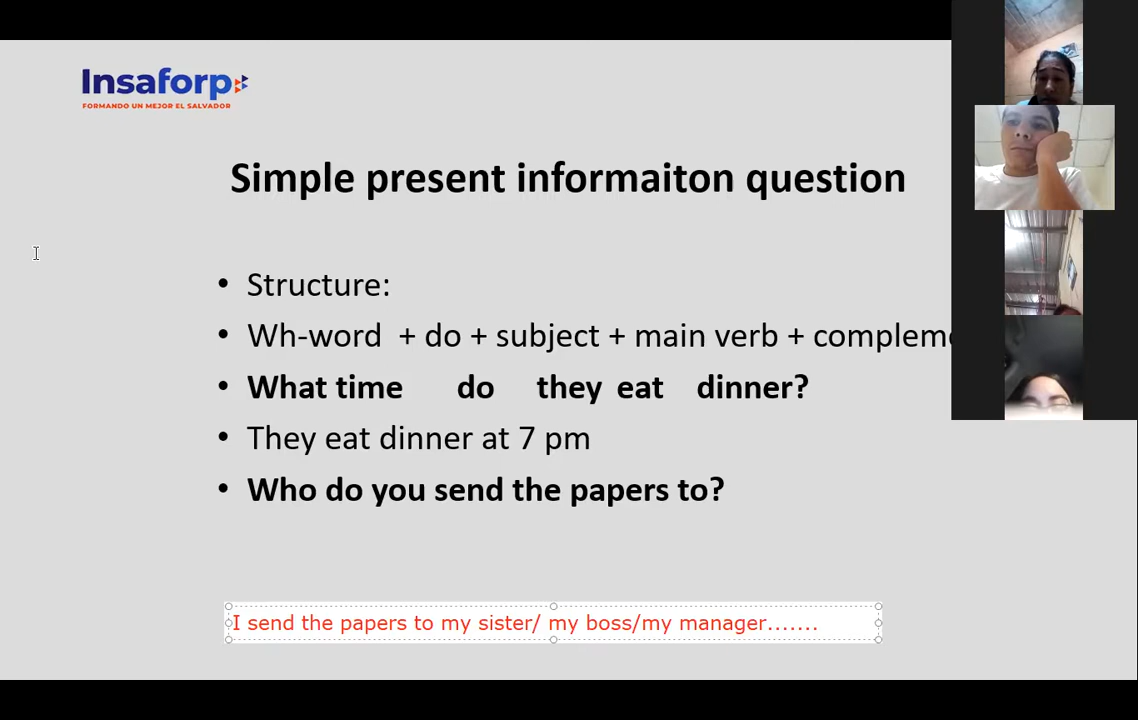 Insaforp
FORMANDO UN MEJOR EL SALVADOR
Simple present informaiton question
• Structure:
• Wh-word + do + subject + main verb + compleme
• What time do they eat dinner?
• They eat dinner at 7 pm
• Who do you send the papers to?
I send the papers to my sister/ my boss/my manager.......